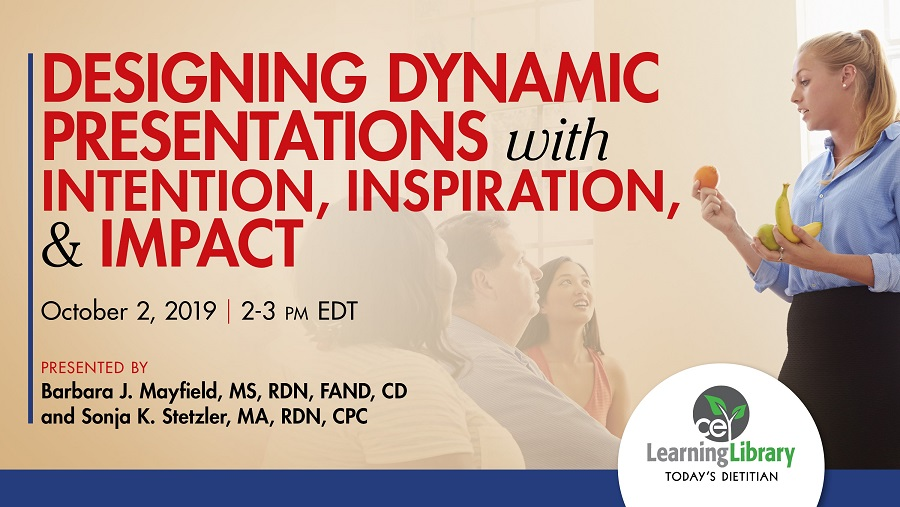 DESIGNING DYNAMIC
PRESENTATIONS with
INTENTION, INSPIRATION,
& IMPACT
October 2, 2019 | 2-3 PM EDT
PRESENTED BY
Barbara J. Mayfield, MS, RDN, FAND, CD
and Sonja K. Stetzler, MA, RDN, CPC
CEU
LearningLibrary
TODAY'S DIETITIAN